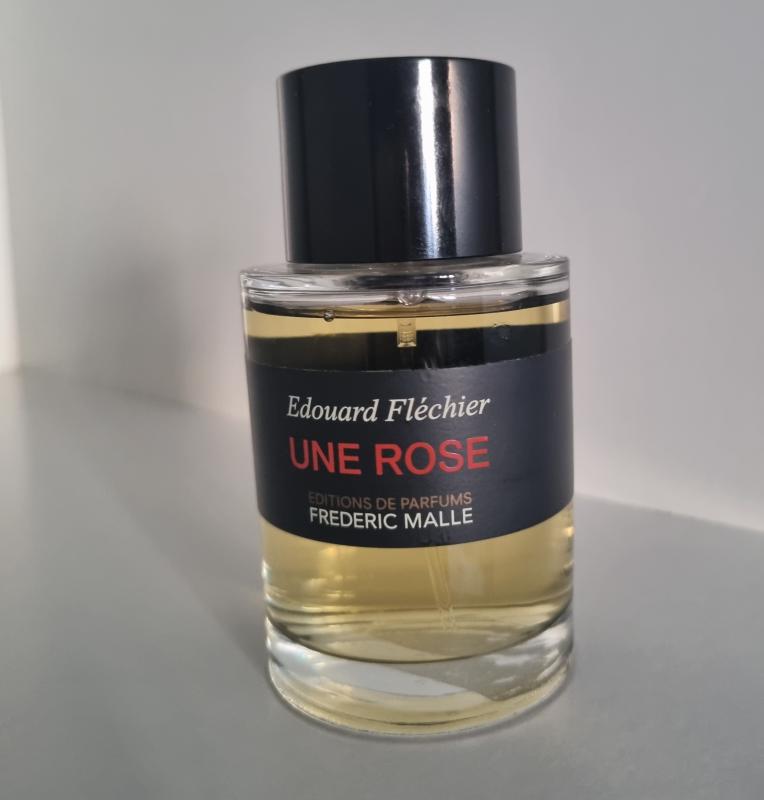 Edouard Fléchier
UNE ROSE
EDITIONS DE PARFUMS
FREDERIC MALLE